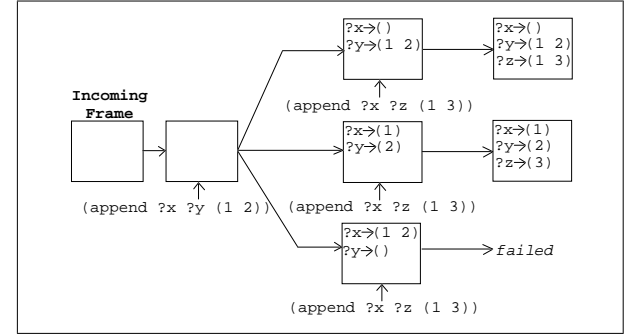 ?x→()
?y→(1 2)
?x→()
?y→(1 2)
?z→(1 3)
Incoming
Frame
(append ?x ?z (1 3))
?x→(1)
?y→(2)
?x→(1)
?y→(2)
?z→(3)
(append ?x ?y (1 2))
(append ?x ?z (1 3))
?x→(1 2)
?y→()
failed
(append ?x ?z (1 3))